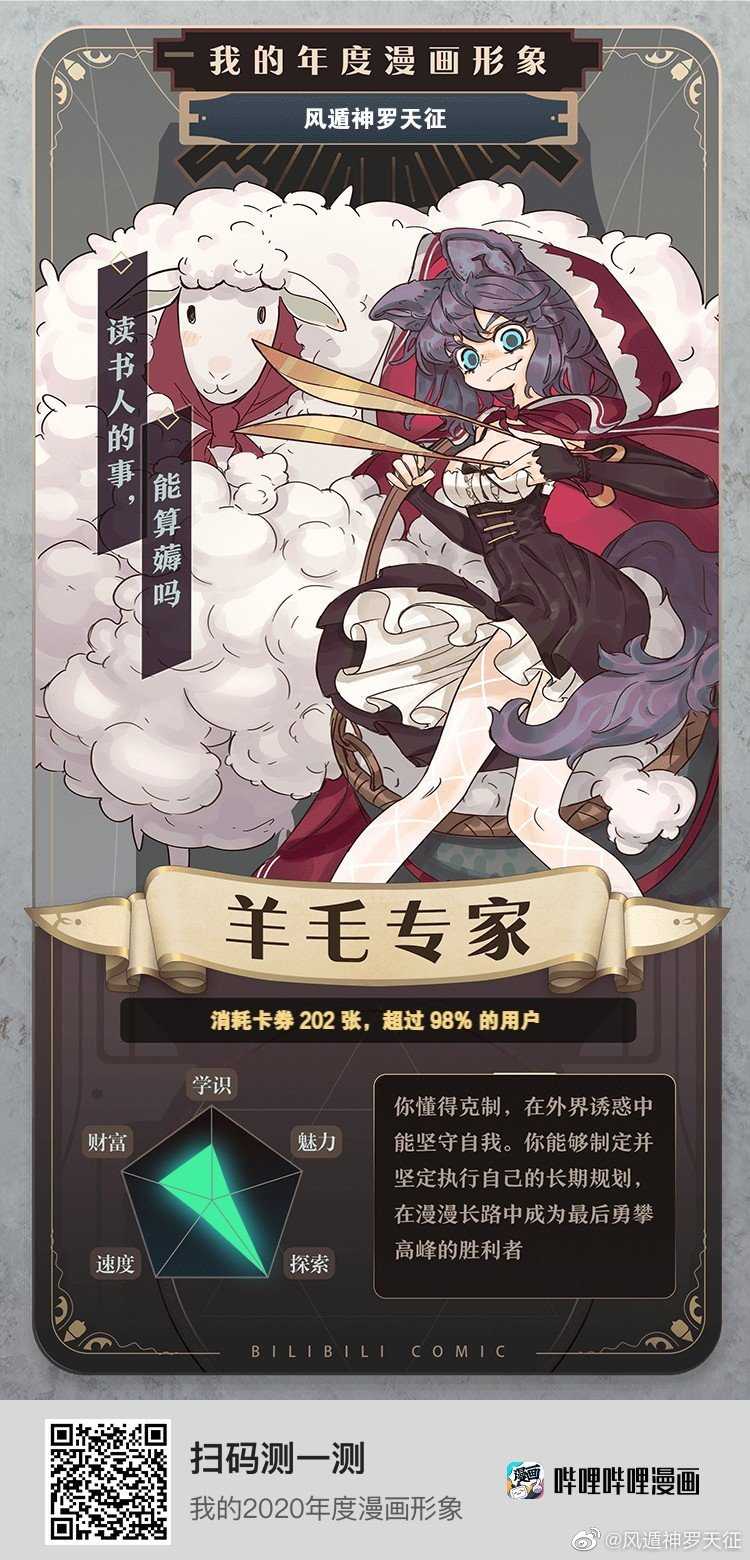 我的年度漫画形象
风遁神罗天征
读书人的事，
能算薅吗
羊毛专家
消耗卡券 202 张，超过 98% 的用户
学识
财富
魅力
速度
探索
你懂得克制，在外界诱惑中
能坚守自我。你能够制定并
坚定执行自己的长期规划，
在漫漫长路中成为最后勇攀
高峰的胜利者
BILIBILI COMIC
扫码测一测
我的2020年度漫画形象
漫画
哔哩哔哩漫画
@风遁神罗天征